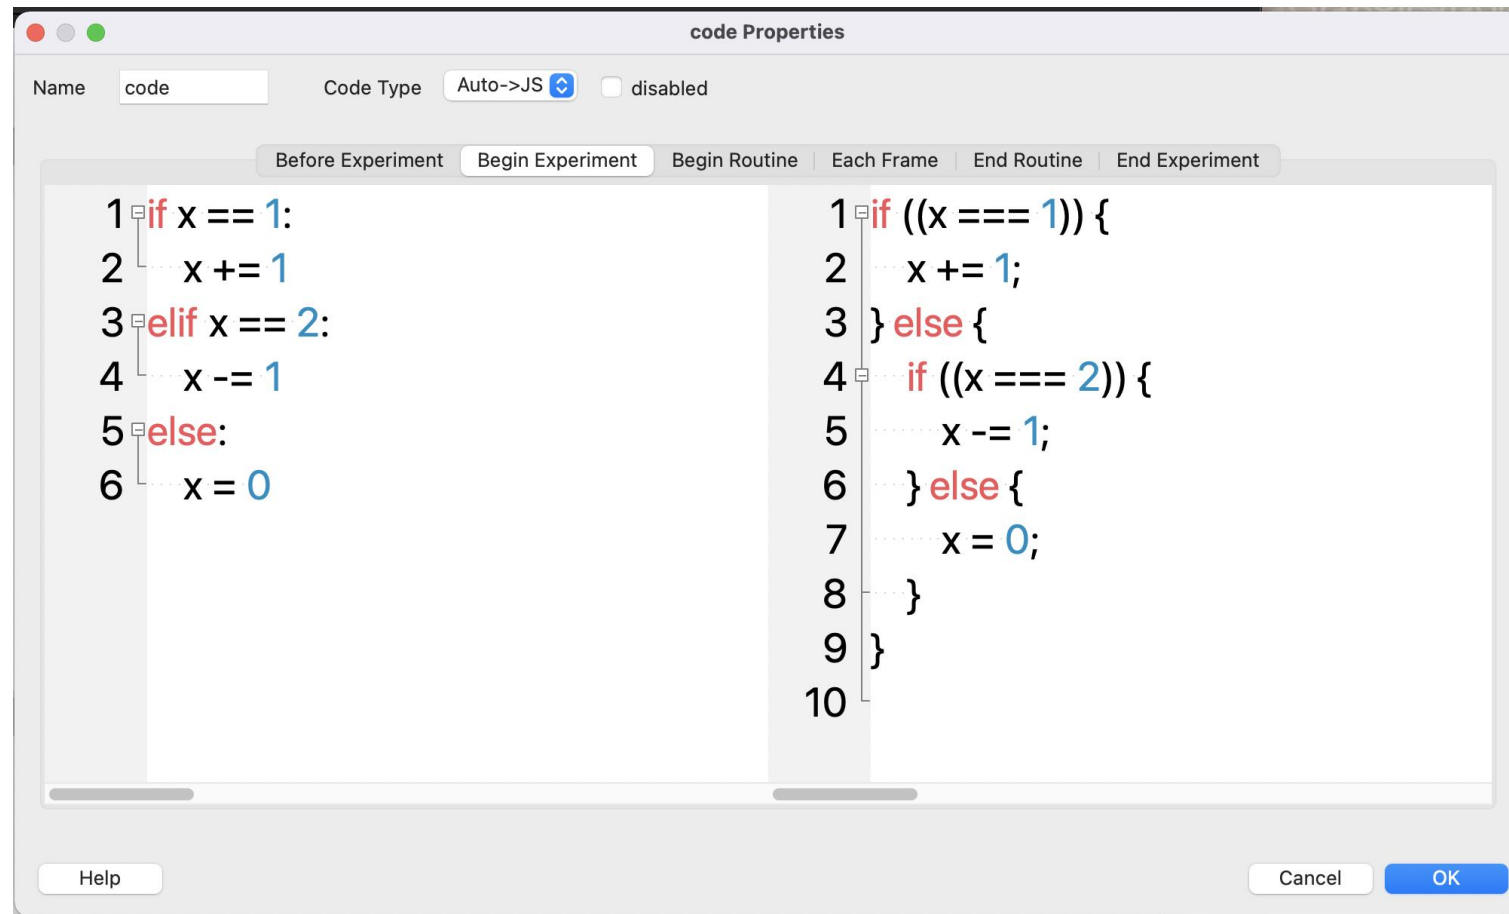 code Properties
Name code Code Type Auto->JS disabled
Before Experiment Begin Experiment Begin Routine Each Frame End Routine End Experiment
1 if x == 1:
2 x += 1
3 elif x == 2:
4 x -= 1
5 else:
6 x = 0
1 if ((x === 1)) {
2 x += 1;
3 } else {
4 if ((x === 2)) {
5 x -= 1;
6 } else {
7 x = 0;
8 }
9 }
10
Help Cancel OK